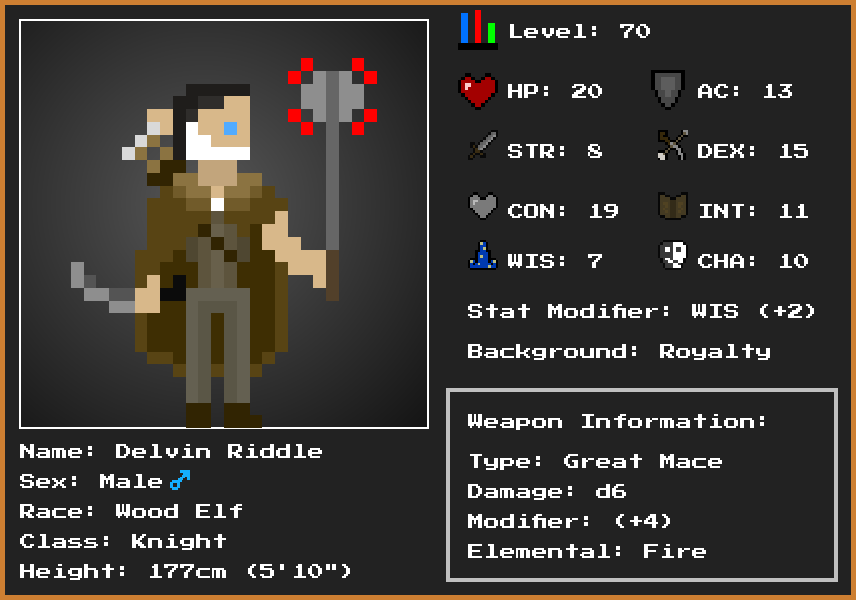 Level: 70
HP: 20
AC: 13
STR: 8
DEX: 15
CON: 19
INT: 11
WIS: 7
CHA: 10
Stat Modifier: WIS (+2)
Background: Royalty
Weapon Information:
Type: Great Mace
Damage: d6
Modifier: (+4)
Elemental: Fire
Name: Delvin Riddle
Sex: Male♂
Race: Wood Elf
Class: Knight
Height: 177cm (5'10")